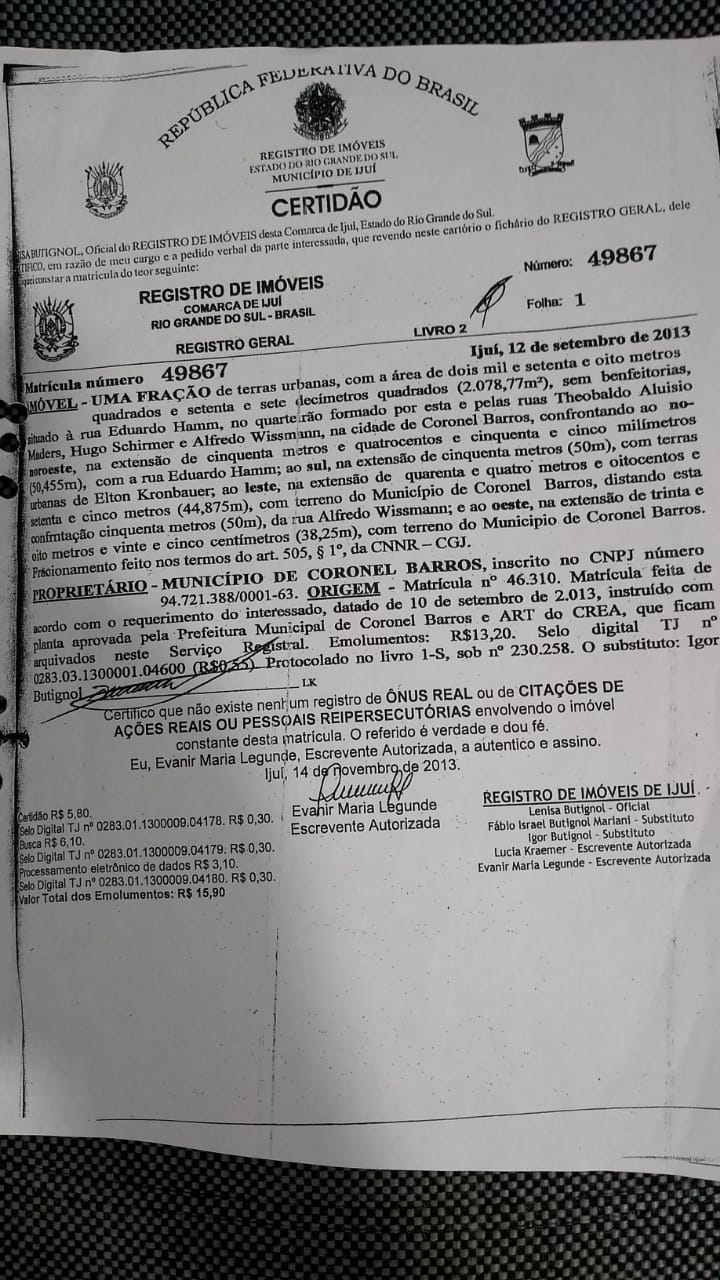 REPÚBLICA FEDERATIVA DO BRASIL
REGISTRO DE IMÓVEIS
ESTADO DO RIO GRANDE DO SUL
MUNICÍPIO DE IJUÍ
CERTIDÃO
BUTIGNOL, Oficial do REGISTRO DE IMÓVEIS desta Comarca de Ijuí, Estado do Rio Grande do Sul.
TIFICO, em razão de meu cargo e a pedido verbal da parte interessada, que revendo neste cartório o fichário do REGISTRO GERAL, dele
constar a matrícula do teor seguinte:
REGISTRO DE IMÓVEIS
COMARCA DE IJUÍ
RIO GRANDE DO SUL - BRASIL
REGISTRO GERAL
LIVRO 2
Número: 49867
Folha: 1
Matrícula número 49867
Ijuí, 12 de setembro de 2013
IMÓVEL - UMA FRAÇÃO de terras urbanas, com a área de dois mil e setenta e oito metros
quadrados e setenta e sete decímetros quadrados (2.078,77m²), sem benfeitorias,
situado à rua Eduardo Hamm, no quarteirão formado por esta e pelas ruas Theobaldo Aluisio
Maders, Hugo Schirmer e Alfredo Wissmann, na cidade de Coronel Barros, confrontando ao no-
noroeste, na extensão de cinquenta metros e quatrocentos e cinquenta e cinco milímetros
(50,455m), com a rua Eduardo Hamm; ao sul, na extensão de cinquenta metros (50m), com terras
urbanas de Elton Kronbauer; ao leste, na extensão de quarenta e quatro metros e oitocentos e
setenta e cinco metros (44,875m), com terreno do Município de Coronel Barros, distando esta
confrntação cinquenta metros (50m), da rua Alfredo Wissmann; e ao oeste, na extensão de trinta e
oito metros e vinte e cinco centímetros (38,25m), com terreno do Municipio de Coronel Barros.
Fracionamento feito nos termos do art. 505, § 1º, da CNNR – CGJ.
PROPRIETÁRIO - MUNICÍPIO DE CORONEL BARROS, inscrito no CNPJ número
94.721.388/0001-63. ORIGEM - Matrícula nº 46.310. Matrícula feita de
acordo com o requerimento do interessado, datado de 10 de setembro de 2.013, instruído com
planta aprovada pela Prefeitura Municipal de Coronel Barros e ART do CREA, que ficam
arquivados neste Serviço Registral. Emolumentos: R$13,20. Selo digital TJ nº
0283.03.1300001.04600 (R$0,55) Protocolado no livro 1-S, sob nº 230.258. O substituto: Igor
Butignol LK
Certifico que não existe nenhum registro de ÔNUS REAL ou de CITAÇÕES DE
AÇÕES REAIS OU PESSOAIS REIPERSECUTÓRIAS envolvendo o imóvel
constante desta matrícula. O referido é verdade e dou fé.
Eu, Evanir Maria Legunde, Escrevente Autorizada, a autentico e assino.
Ijuí, 14 de novembro de 2013.
Evanir Maria Legunde
Escrevente Autorizada
Certidão R$ 5,80.
Selo Digital TJ nº 0283.01.1300009.04178. R$ 0,30.
Busca R$ 6,10.
Selo Digital TJ nº 0283.01.1300009.04179. R$ 0,30.
Processamento eletrônico de dados R$ 3,10.
Selo Digital TJ nº 0283.01.1300009.04180. R$ 0,30.
Valor Total dos Emolumentos: R$ 15,90
REGISTRO DE IMÓVEIS DE IJUÍ
Lenisa Butignol - Oficial
Fábio Israel Butignol Mariani - Substituto
Igor Butignol - Substituto
Lucia Kraemer - Escrevente Autorizada
Evanir Maria Legunde - Escrevente Autorizada